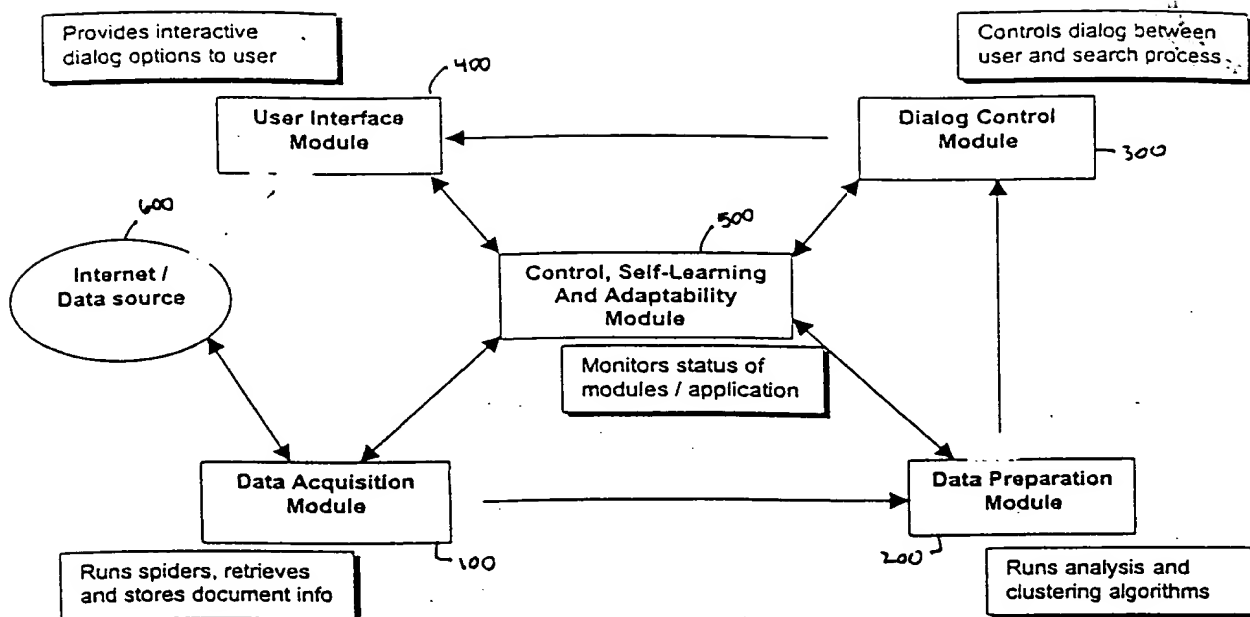 Provides interactive
dialog options to user
Controls dialog between
user and search process
400
User Interface
Module
Dialog Control
Module
300
600
Internet /
Data source
500
Control, Self-Learning
And Adaptability
Module
Monitors status of
modules / application
Data Acquisition
Module
100
Data Preparation
Module
200
Runs spiders, retrieves
and stores document info
Runs analysis and
clustering algorithms